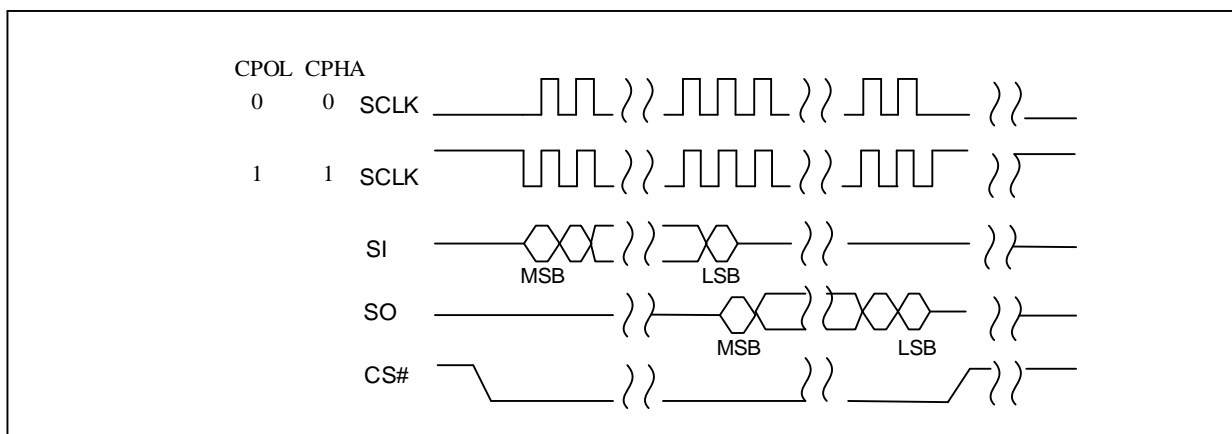 CPOL CPHA
0 0 SCLK
1 1 SCLK
SI
MSB LSB
SO
MSB LSB
CS#